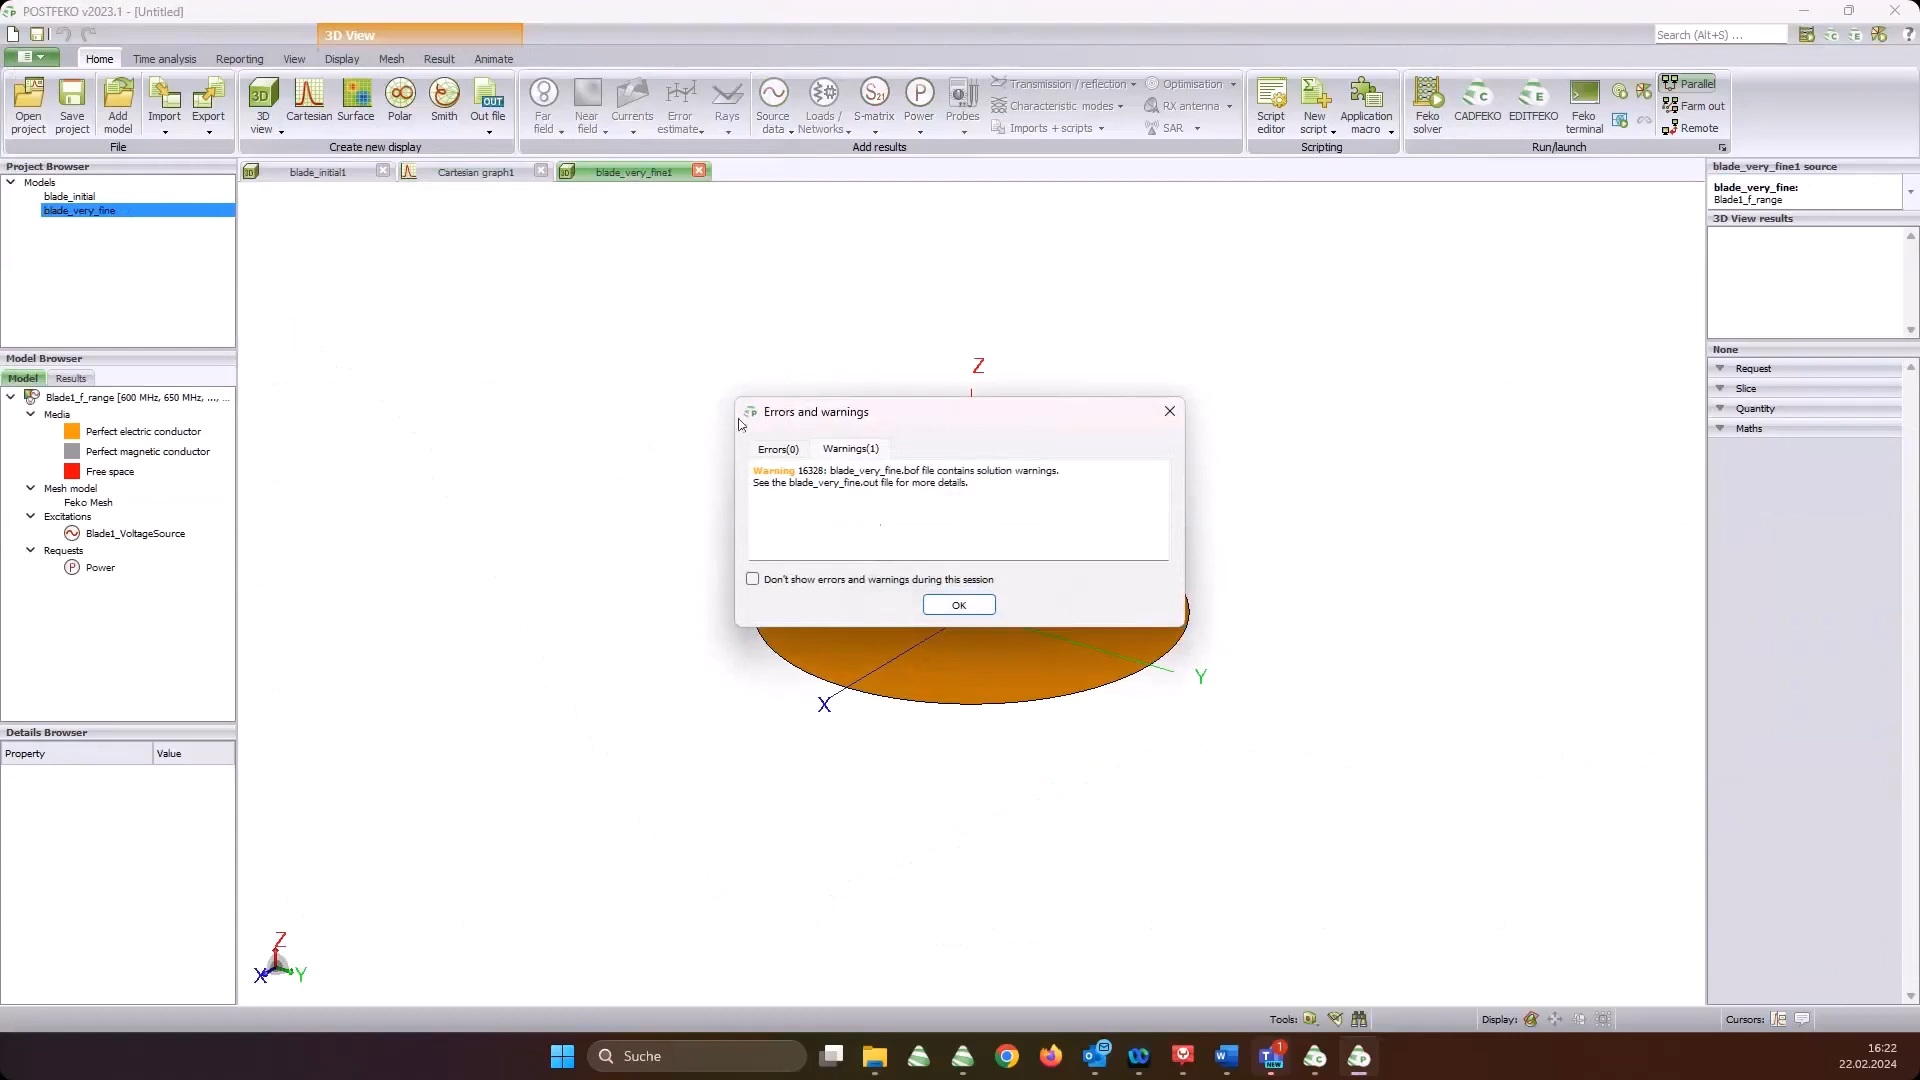 POSTFEKO v2023.1 - [Untitled]
3D View
Search (Alt+S) ...
Home
Time analysis
Reporting
View
Display
Mesh
Result
Animate
Open project
Save project
Add model
Import
Export
File
3D view
Cartesian
Surface
Polar
Smith
Out file
Create new display
Far field
Near field
Currents
Error estimate
Rays
Source data
Loads / Networks
S-matrix
Power
Probes
Transmission / reflection
Characteristic modes
Imports + scripts
Optimisation
RX antenna
SAR
Add results
Script editor
New script
Application macro
Scripting
Feko solver
CADFEKO
EDITFEKO
Feko terminal
Parallel
Farm out
Remote
Run/launch
Project Browser
Models
blade_initial
blade_very_fine
blade_initial1
Cartesian graph1
blade_very_fine1
Model Browser
Model
Results
Blade1_f_range [600 MHz, 650 MHz, ..., ...
Media
Perfect electric conductor
Perfect magnetic conductor
Free space
Mesh model
Feko Mesh
Excitations
Blade1_VoltageSource
Requests
Power
Details Browser
Property
Value
Z
Errors and warnings
Errors(0)
Warnings(1)
Warning 16328: blade_very_fine.bof file contains solution warnings.
See the blade_very_fine.out file for more details.
Don't show errors and warnings during this session
OK
Y
X
Z
X
Y
blade_very_fine1 source
blade_very_fine:
Blade1_f_range
3D View results
None
Request
Slice
Quantity
Maths
Tools:
Display:
Cursors:
Suche
16:22
22.02.2024